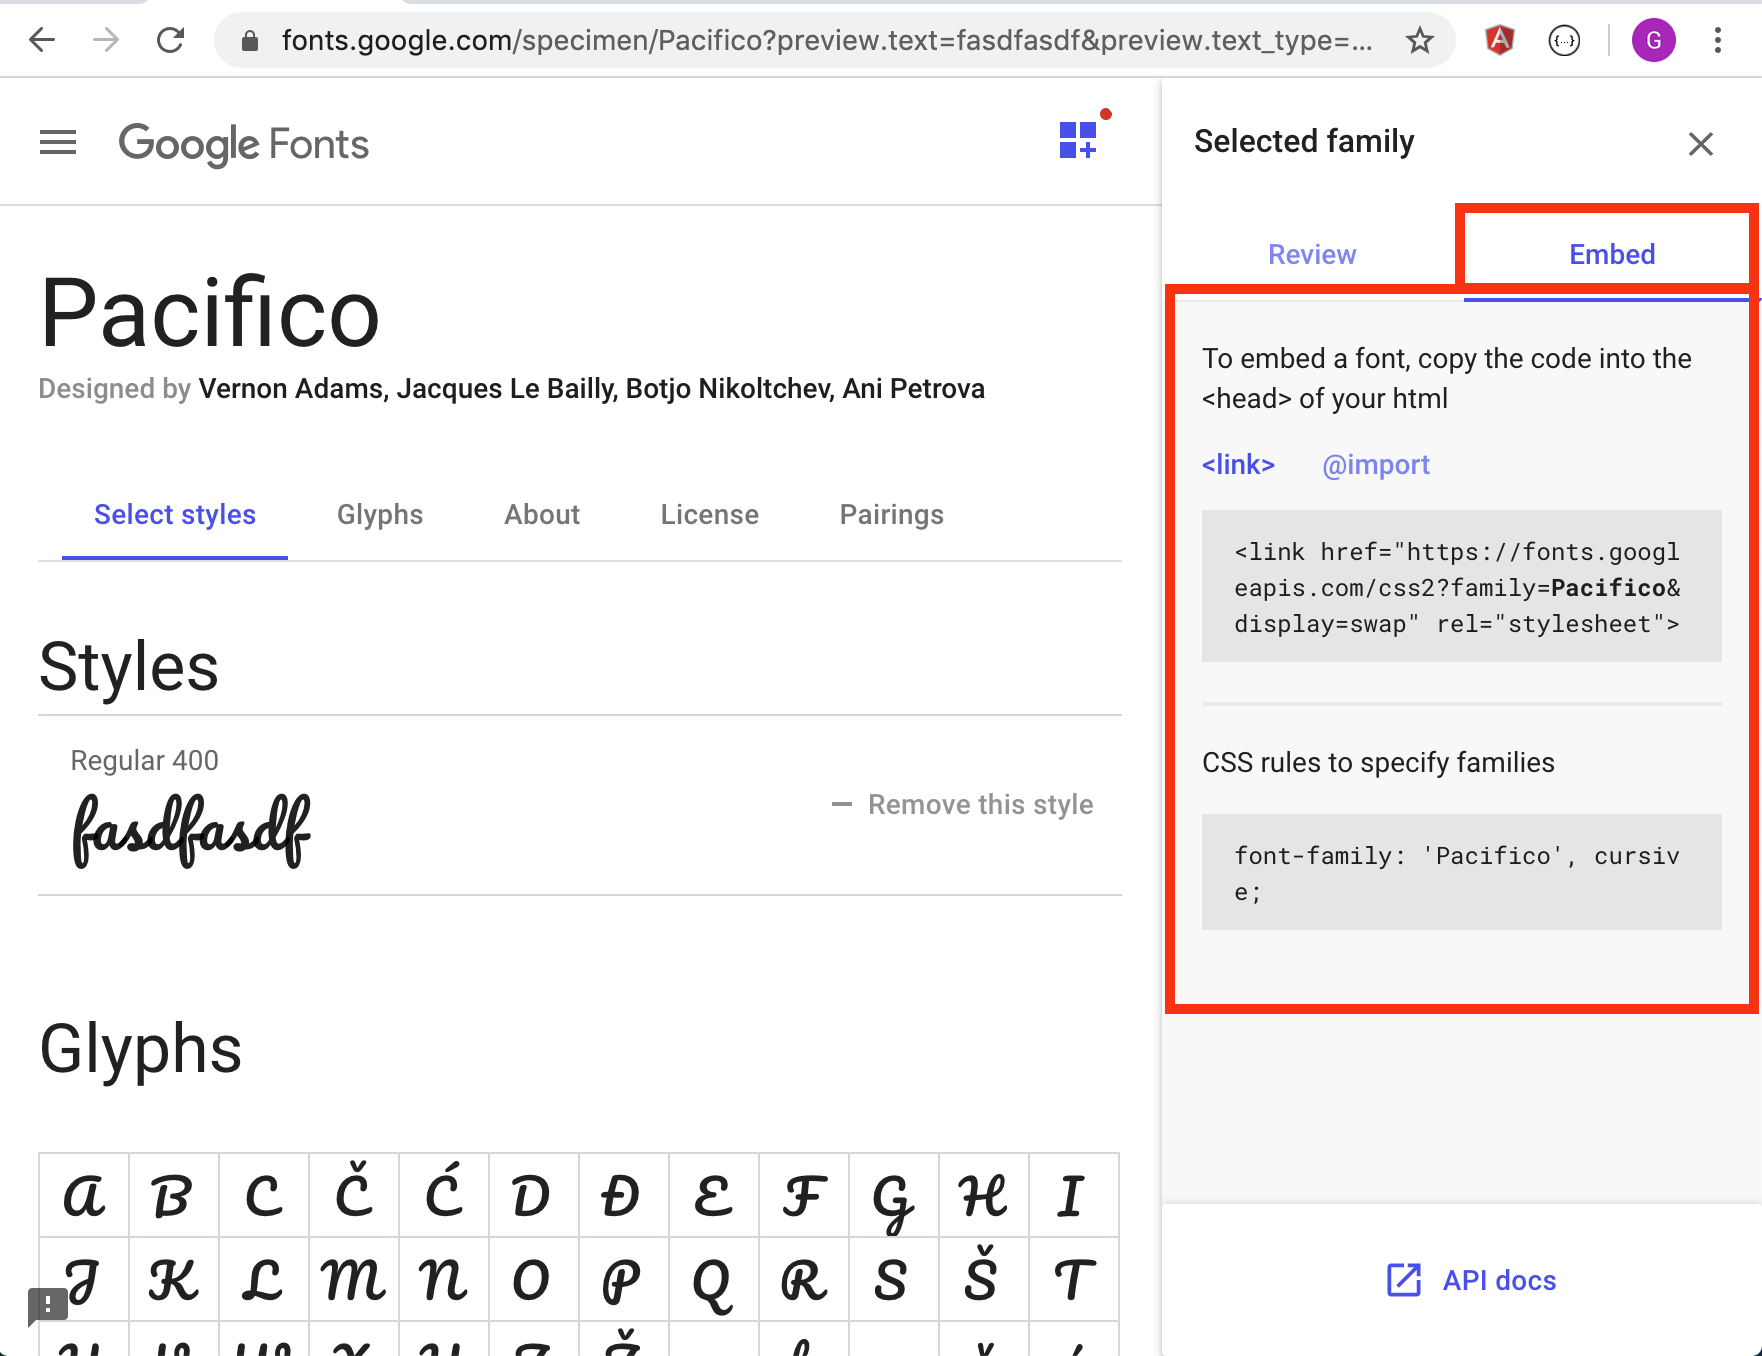 fonts.google.com/specimen/Pacifico?preview.text=fasdfasdf&preview.text_type=...
{...}
G
Google Fonts
Pacifico
Designed by Vernon Adams, Jacques Le Bailly, Botjo Nikoltchev, Ani Petrova
Select styles Glyphs About License Pairings
Styles
Regular 400
fasdfasdf
Remove this style
Glyphs
A B C Č Ć D Đ E F G H I
J K L M N O P Q R S Š T
!
Selected family
Review Embed
To embed a font, copy the code into the
<head> of your html
<link> @import
<link href="https://fonts.googl
eapis.com/css2?family=Pacifico&
display=swap" rel="stylesheet">
CSS rules to specify families
font-family: 'Pacifico', cursiv
e;
API docs